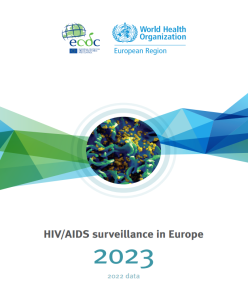 ecdc
World Health
Organization
European Region
HIV/AIDS surveillance in Europe
2023
2022 data